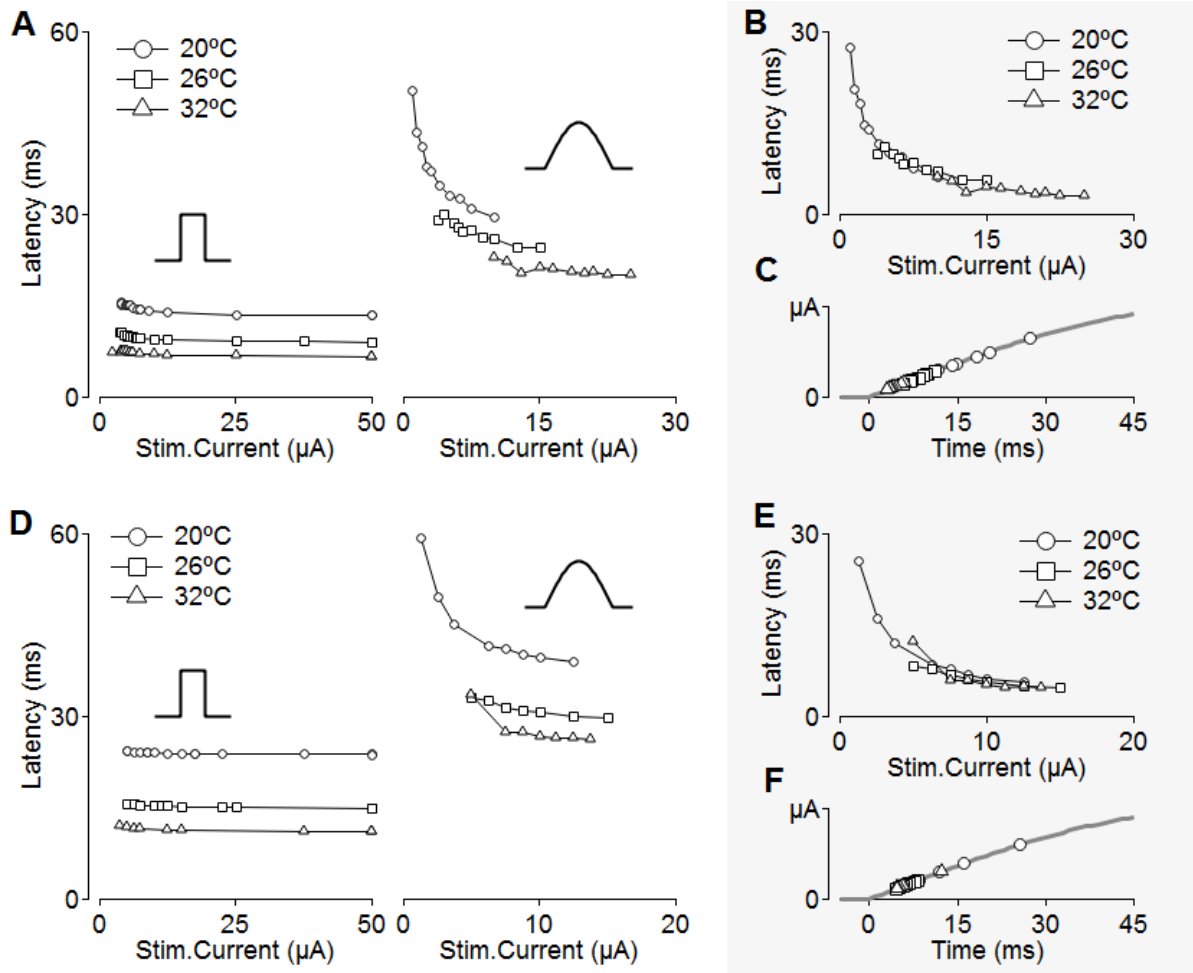 A
60
30
0
Latency (ms)
20ºC
26ºC
32ºC
0 25 50
Stim.Current (µA)
0 15 30
Stim.Current (µA)
B
30
0
Latency (ms)
20ºC
26ºC
32ºC
0 15 30
Stim.Current (µA)
C
µA
0
0 15 30 45
Time (ms)
D
60
30
0
Latency (ms)
20ºC
26ºC
32ºC
0 25 50
Stim.Current (µA)
0 10 20
Stim.Current (µA)
E
30
0
Latency (ms)
20ºC
26ºC
32ºC
0 10 20
Stim.Current (µA)
F
µA
0
0 15 30 45
Time (ms)